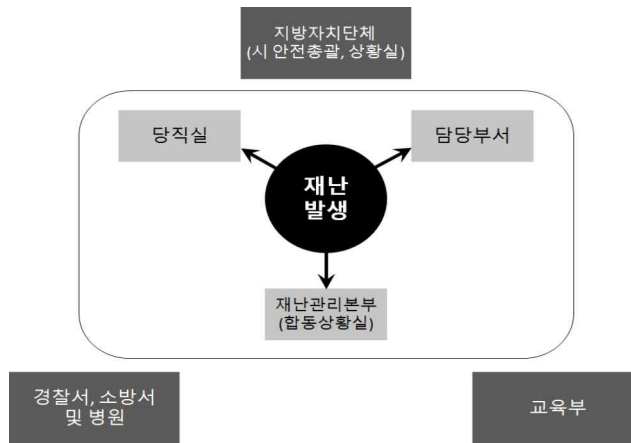 지방자치단체
(시 안전총괄, 상황실)
당직실
담당부서
재난
발생
재난관리본부
(합동상황실)
경찰서, 소방서
및 병원
교육부